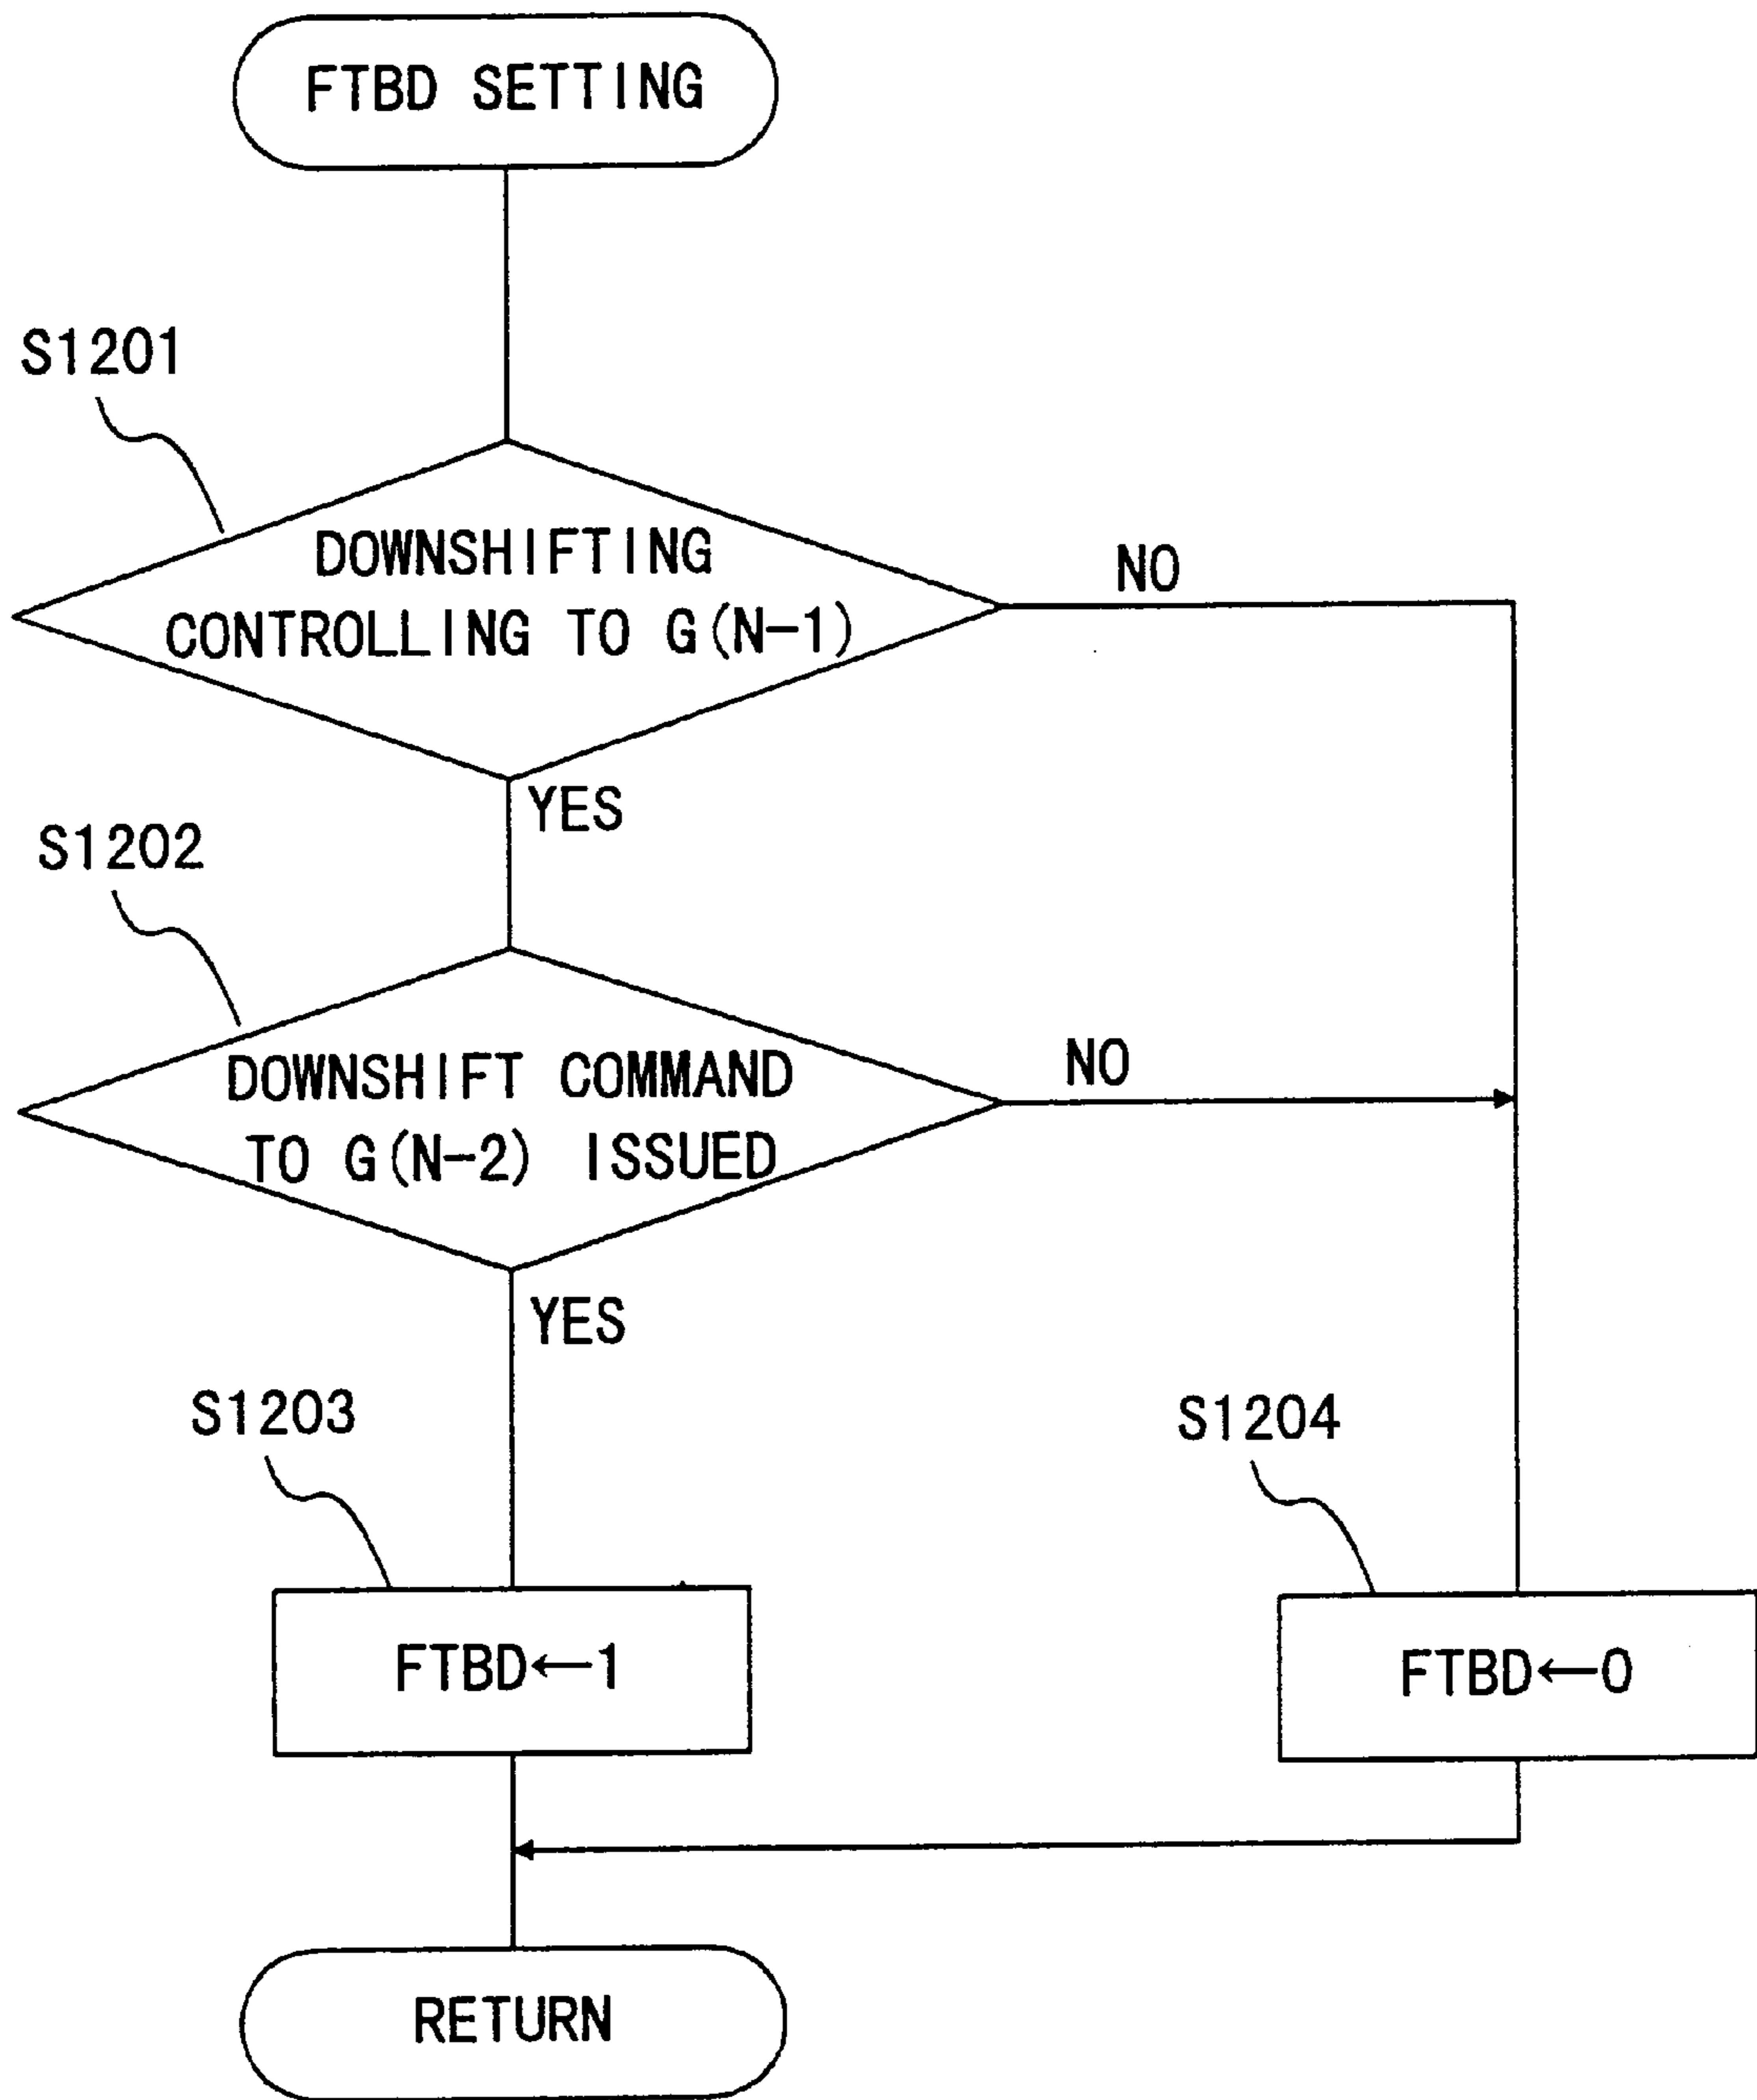 FTBD SETTING
S1201
DOWNSHIFTING
CONTROLLING TO G(N-1)
NO
YES
S1202
DOWNSHIFT COMMAND
TO G(N-2) ISSUED
NO
YES
S1203
S1204
FTBD←1
FTBD←0
RETURN